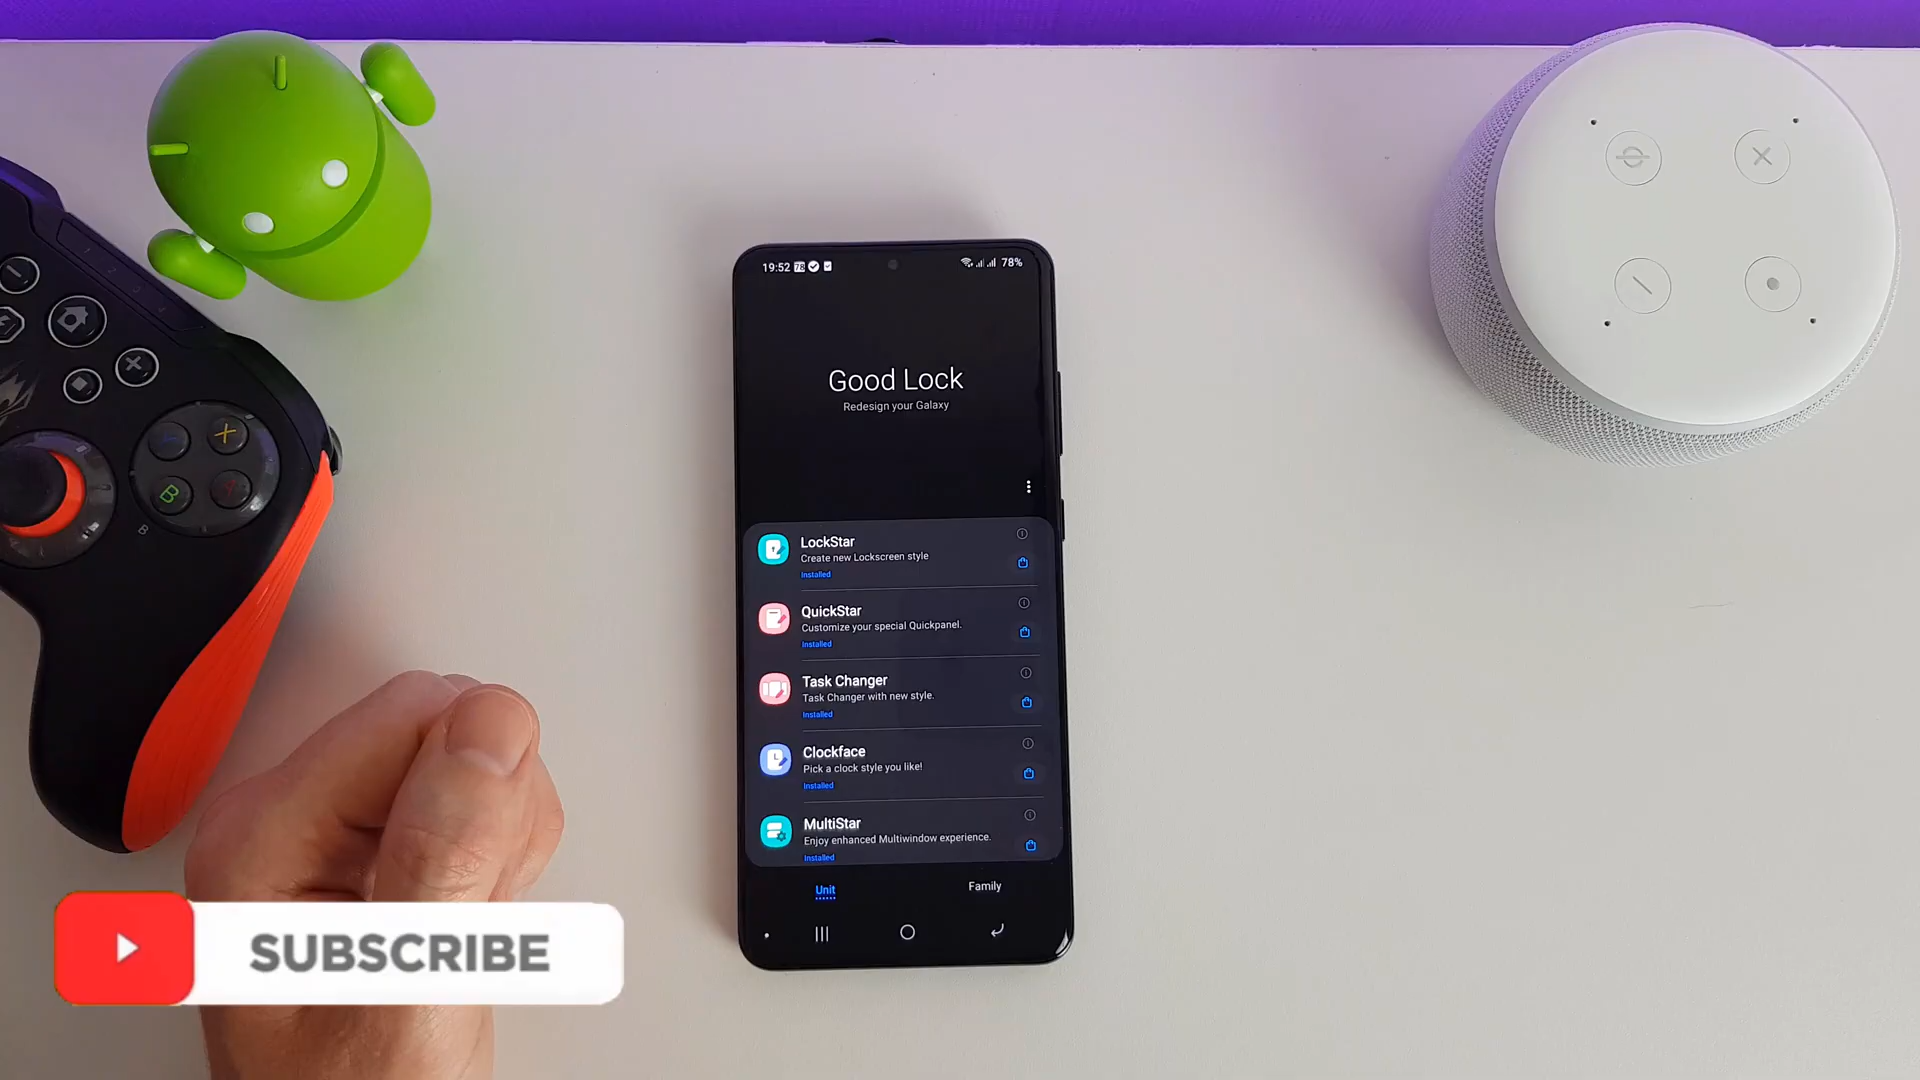 19:52 78
78%
Good Lock
Redesign your Galaxy
LockStar
Create new Lockscreen style
Installed
QuickStar
Customize your special Quickpanel.
Installed
Task Changer
Task Changer with new style.
Installed
Clockface
Pick a clock style you like!
Installed
MultiStar
Enjoy enhanced Multiwindow experience.
Installed
Unit
Family
X
B
A
B
SUBSCRIBE